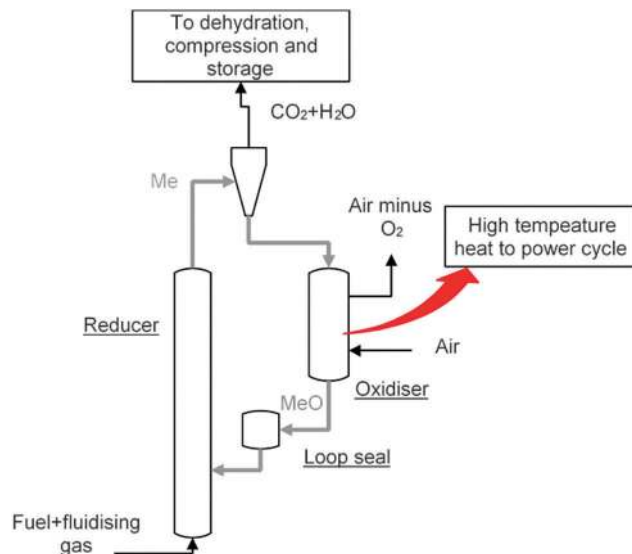 To dehydration,
compression and
storage
CO₂+H₂O
Me
Air minus
O₂
High tempeature
heat to power cycle
Reducer
Air
Oxidiser
MeO
Loop seal
Fuel+fluidising
gas